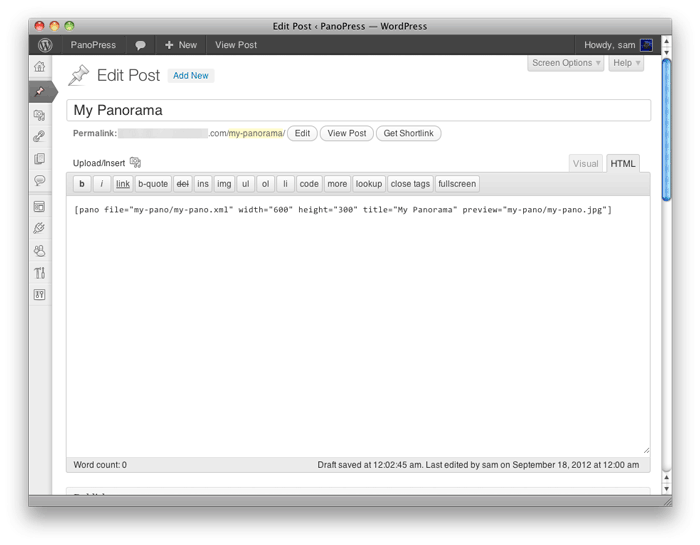 Edit Post ‹ PanoPress — WordPress
PanoPress + New View Post Howdy, sam
Screen Options ▾ Help ▾
Edit Post Add New
My Panorama
Permalink: .com/my-panorama/ Edit View Post Get Shortlink
Upload/Insert Visual HTML
b i link b-quote del ins img ul ol li code more lookup close tags fullscreen
[pano file="my-pano/my-pano.xml" width="600" height="300" title="My Panorama" preview="my-pano/my-pano.jpg"]
Word count: 0 Draft saved at 12:02:45 am. Last edited by sam on September 18, 2012 at 12:00 am